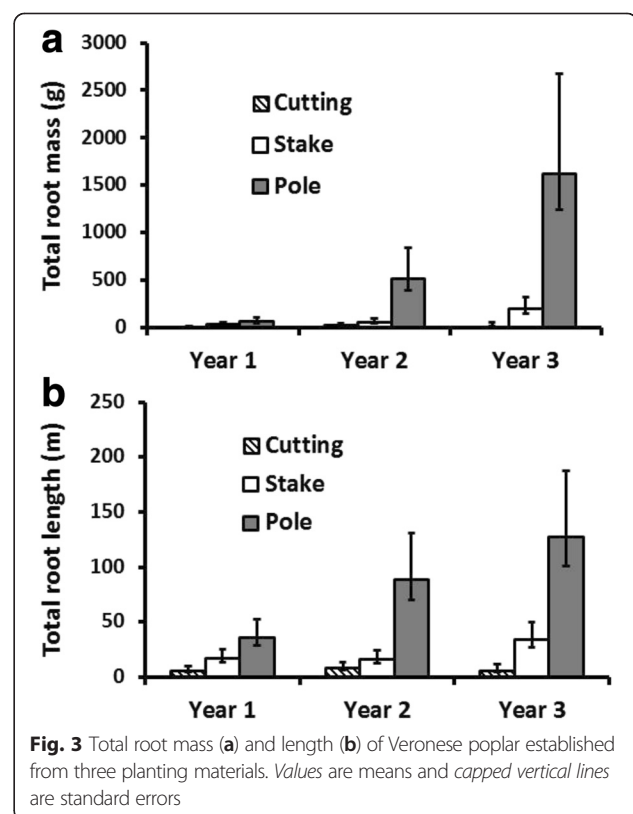 a
Total root mass (g)
3000
2500
2000
1500
1000
500
0
Cutting
Stake
Pole
Year 1 Year 2 Year 3
b
Total root length (m)
250
200
150
100
50
0
Cutting
Stake
Pole
Year 1 Year 2 Year 3
Fig. 3 Total root mass (a) and length (b) of Veronese poplar established
from three planting materials. Values are means and capped vertical lines
are standard errors